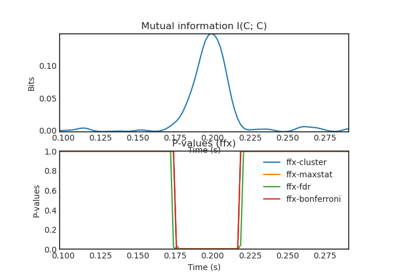 Mutual information I(C; C)
0.10
0.05
0.00
Bits
0.100 0.125 0.150 0.175 0.200 0.225 0.250 0.275
Time (s)
P-values (ffx)
1.0
0.8
0.6
0.4
0.2
0.0
P-values
ffx-cluster
ffx-maxstat
ffx-fdr
ffx-bonferroni
0.100 0.125 0.150 0.175 0.200 0.225 0.250 0.275
Time (s)